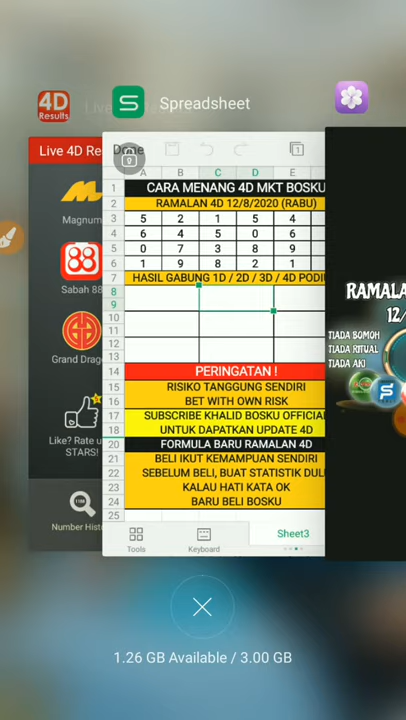 4D
Results
Live
Spreadsheet
Live 4D Re
Done
1
A B C D E
1 CARA MENANG 4D MKT BOSKU
2 RAMALAN 4D 12/8/2020 (RABU)
3 5 2 1 5 4
4 6 4 5 0 6
5 0 7 3 8 9
6 1 9 8 2 1
7 HASIL GABUNG 1D / 2D / 3D / 4D PODIU
8
9
10
11
12
13
14 PERINGATAN !
15 RISIKO TANGGUNG SENDIRI
16 BET WITH OWN RISK
17 SUBSCRIBE KHALID BOSKU OFFICIAL
18 UNTUK DAPATKAN UPDATE 4D
20 FORMULA BARU RAMALAN 4D
21 BELI IKUT KEMAMPUAN SENDIRI
22 SEBELUM BELI, BUAT STATISTIK DUL
23 KALAU HATI KATA OK
24 BARU BELI BOSKU
25
Tools
Keyboard
Sheet3
Magnum
88
Sabah 88
Grand Drago
Like? Rate u
STARS!
Number Hist
RAMALA
12/
TIADA BOMOH
TIADA RITUAL
TIADA AKI
1.26 GB Available / 3.00 GB